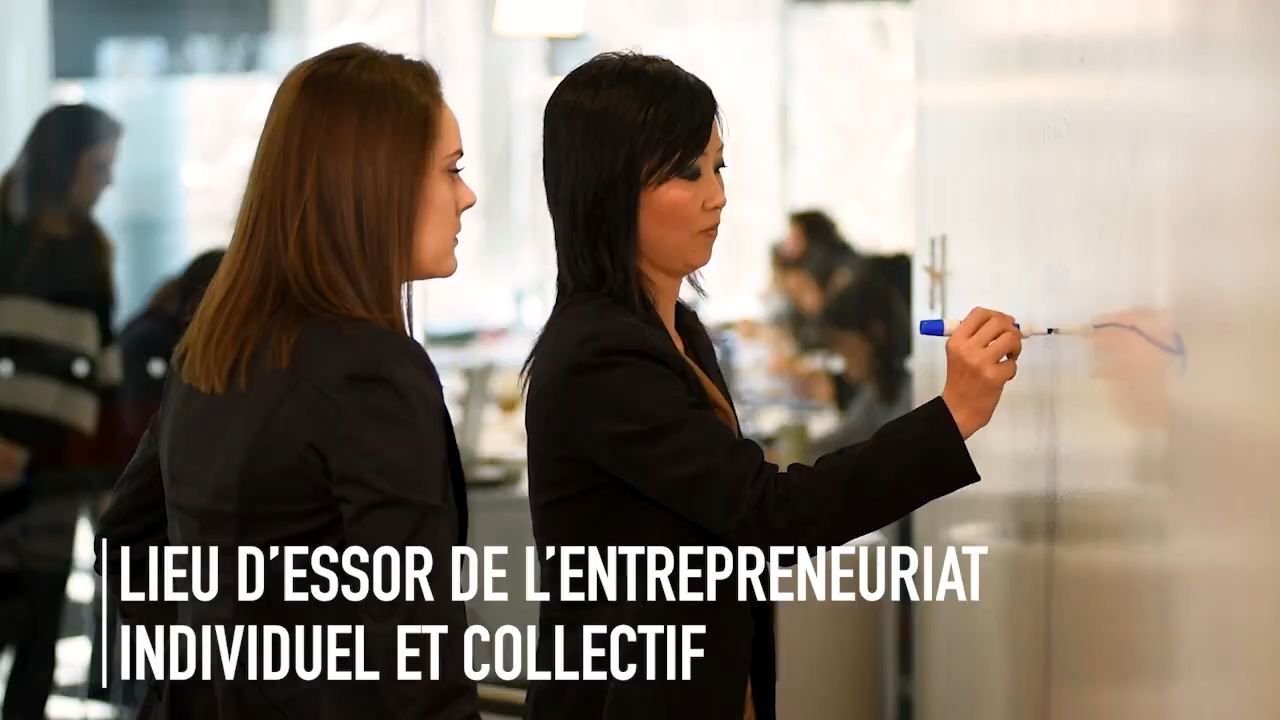 LIEU D’ESSOR DE L’ENTREPRENEURIAT
INDIVIDUEL ET COLLECTIF